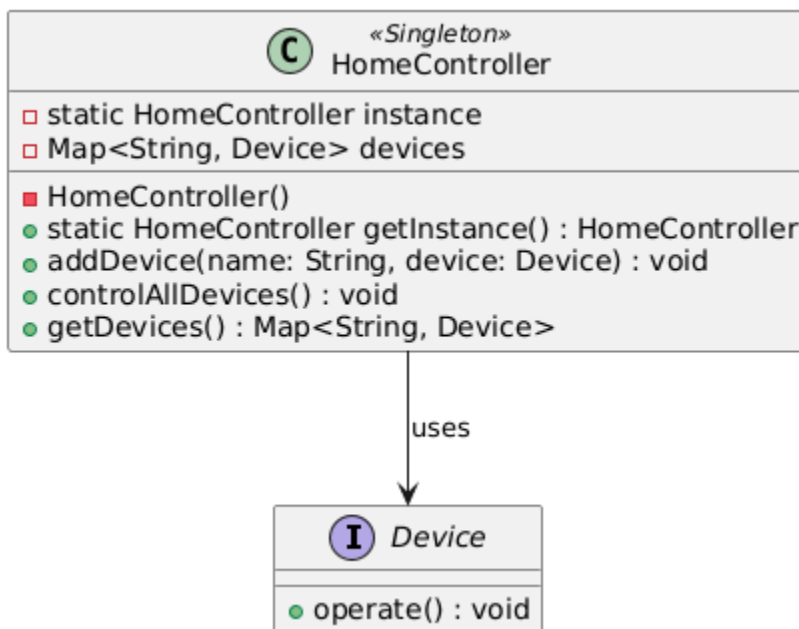 C
«Singleton»
HomeController
static HomeController instance
Map<String, Device> devices
HomeController()
static HomeController getInstance() : HomeController
addDevice(name: String, device: Device) : void
controlAllDevices() : void
getDevices() : Map<String, Device>
uses
I
Device
operate() : void